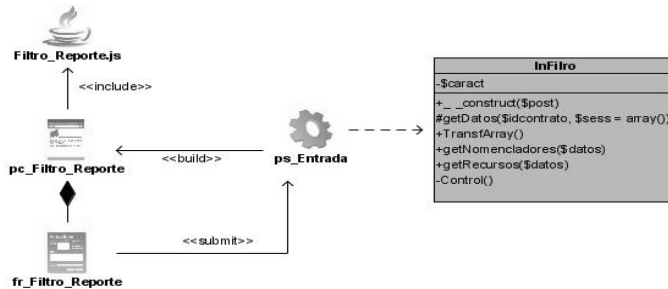 Filtro_Reporte.js
<<include>>
pc_Filtro_Reporte
<<build>>
ps_Entrada
<<submit>>
fr_Filtro_Reporte
InFilro
-$caract
+_ _construct($post)
#getDatos($idcontrato, $sess = array())
+TransfArray()
+getNomencladores($datos)
+getRecursos($datos)
-Control()